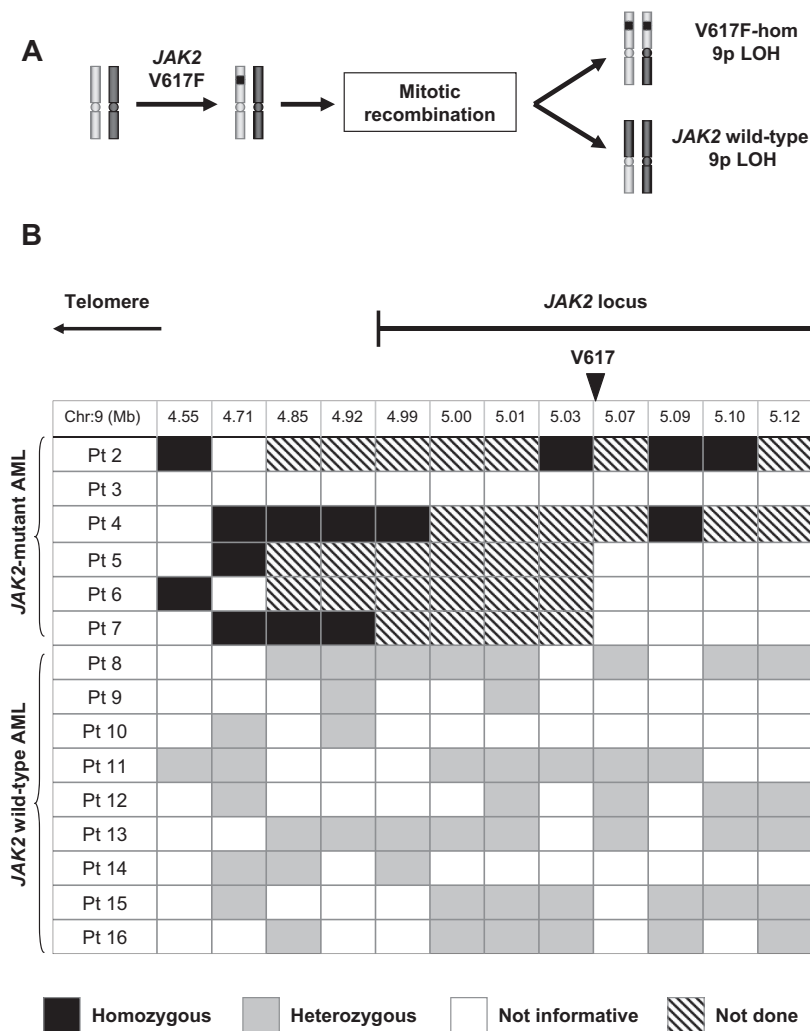 A
JAK2
V617F
Mitotic
recombination
V617F-hom
9p LOH
JAK2 wild-type
9p LOH
B
Telomere
JAK2 locus
V617
Chr:9 (Mb) 4.55 4.71 4.85 4.92 4.99 5.00 5.01 5.03 5.07 5.09 5.10 5.12
JAK2-mutant AML
Pt 2
Pt 3
Pt 4
Pt 5
Pt 6
Pt 7
JAK2 wild-type AML
Pt 8
Pt 9
Pt 10
Pt 11
Pt 12
Pt 13
Pt 14
Pt 15
Pt 16
Homozygous Heterozygous Not informative Not done